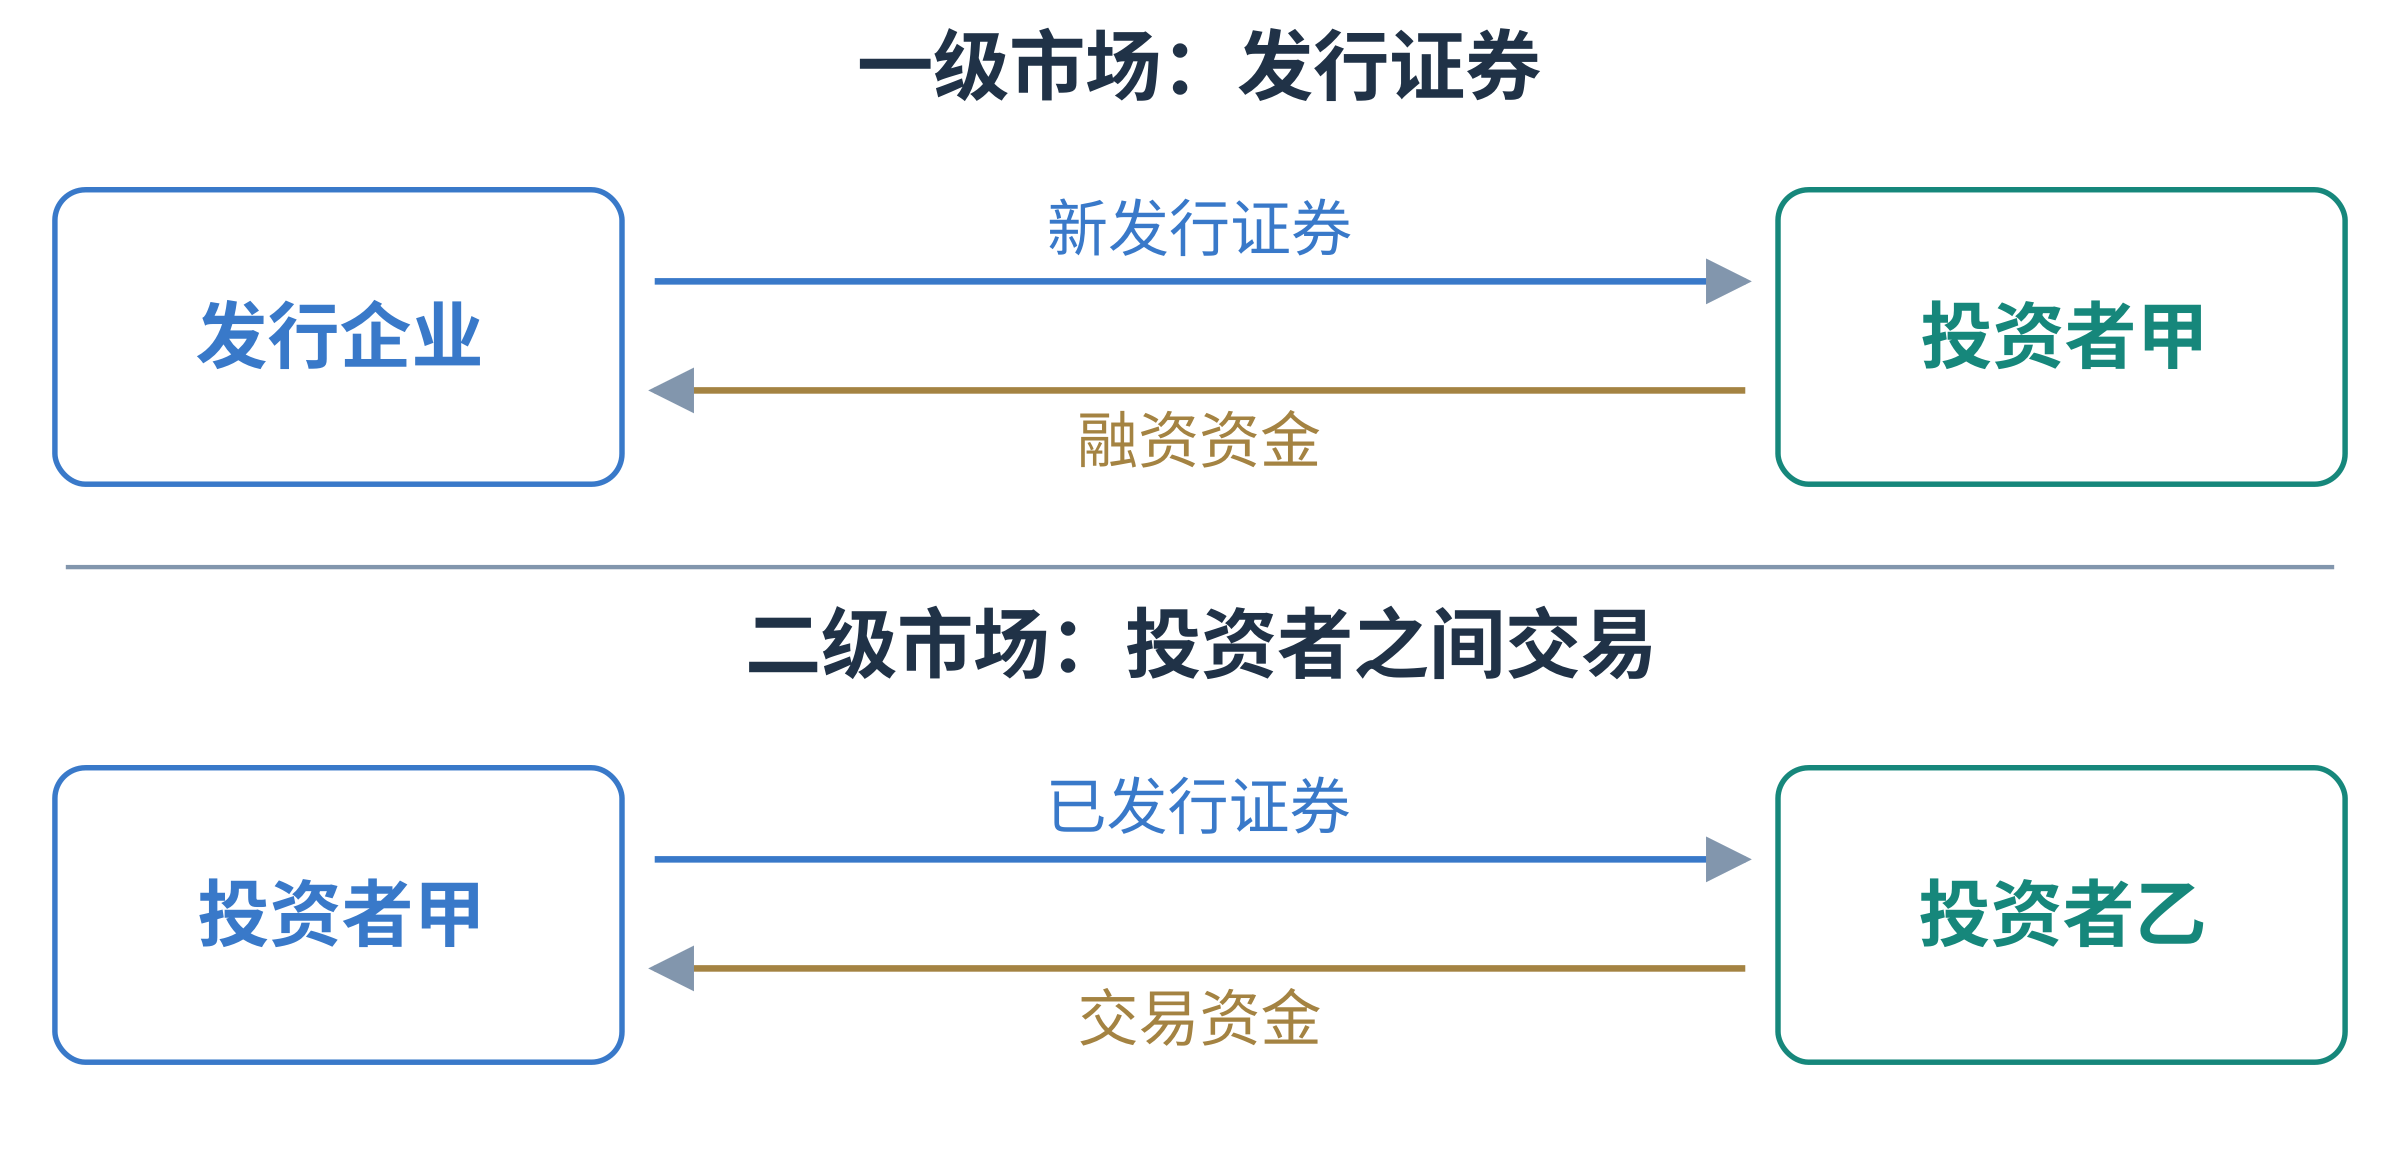 一级市场：发行证券
新发行证券
发行企业
投资者甲
融资资金
二级市场：投资者之间交易
已发行证券
投资者甲
投资者乙
交易资金